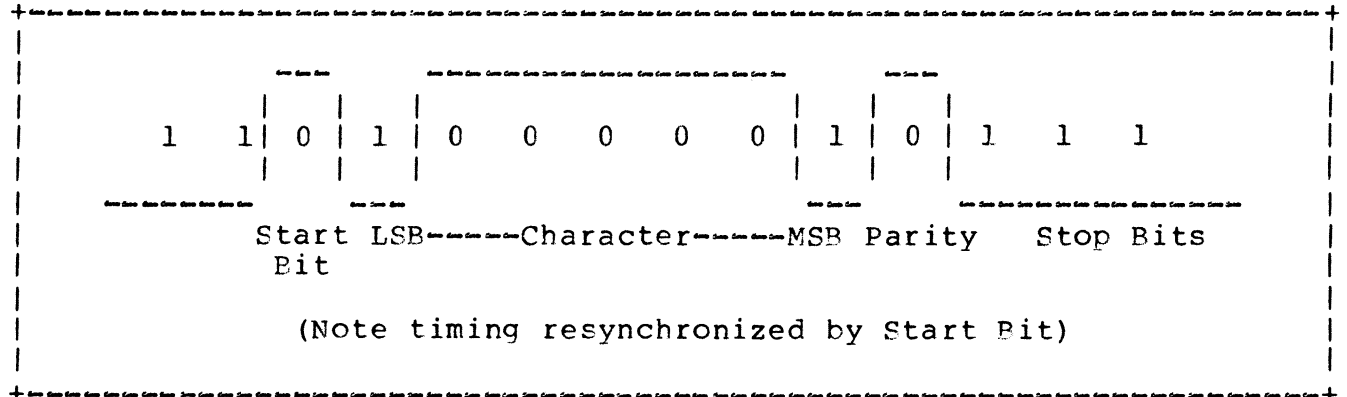 1 1| 0 | 1 | 0 0 0 0 0 | 1 | 0 | 1 1 1
Start LSB-----Character-----MSB Parity Stop Bits
Bit
(Note timing resynchronized by Start Bit)